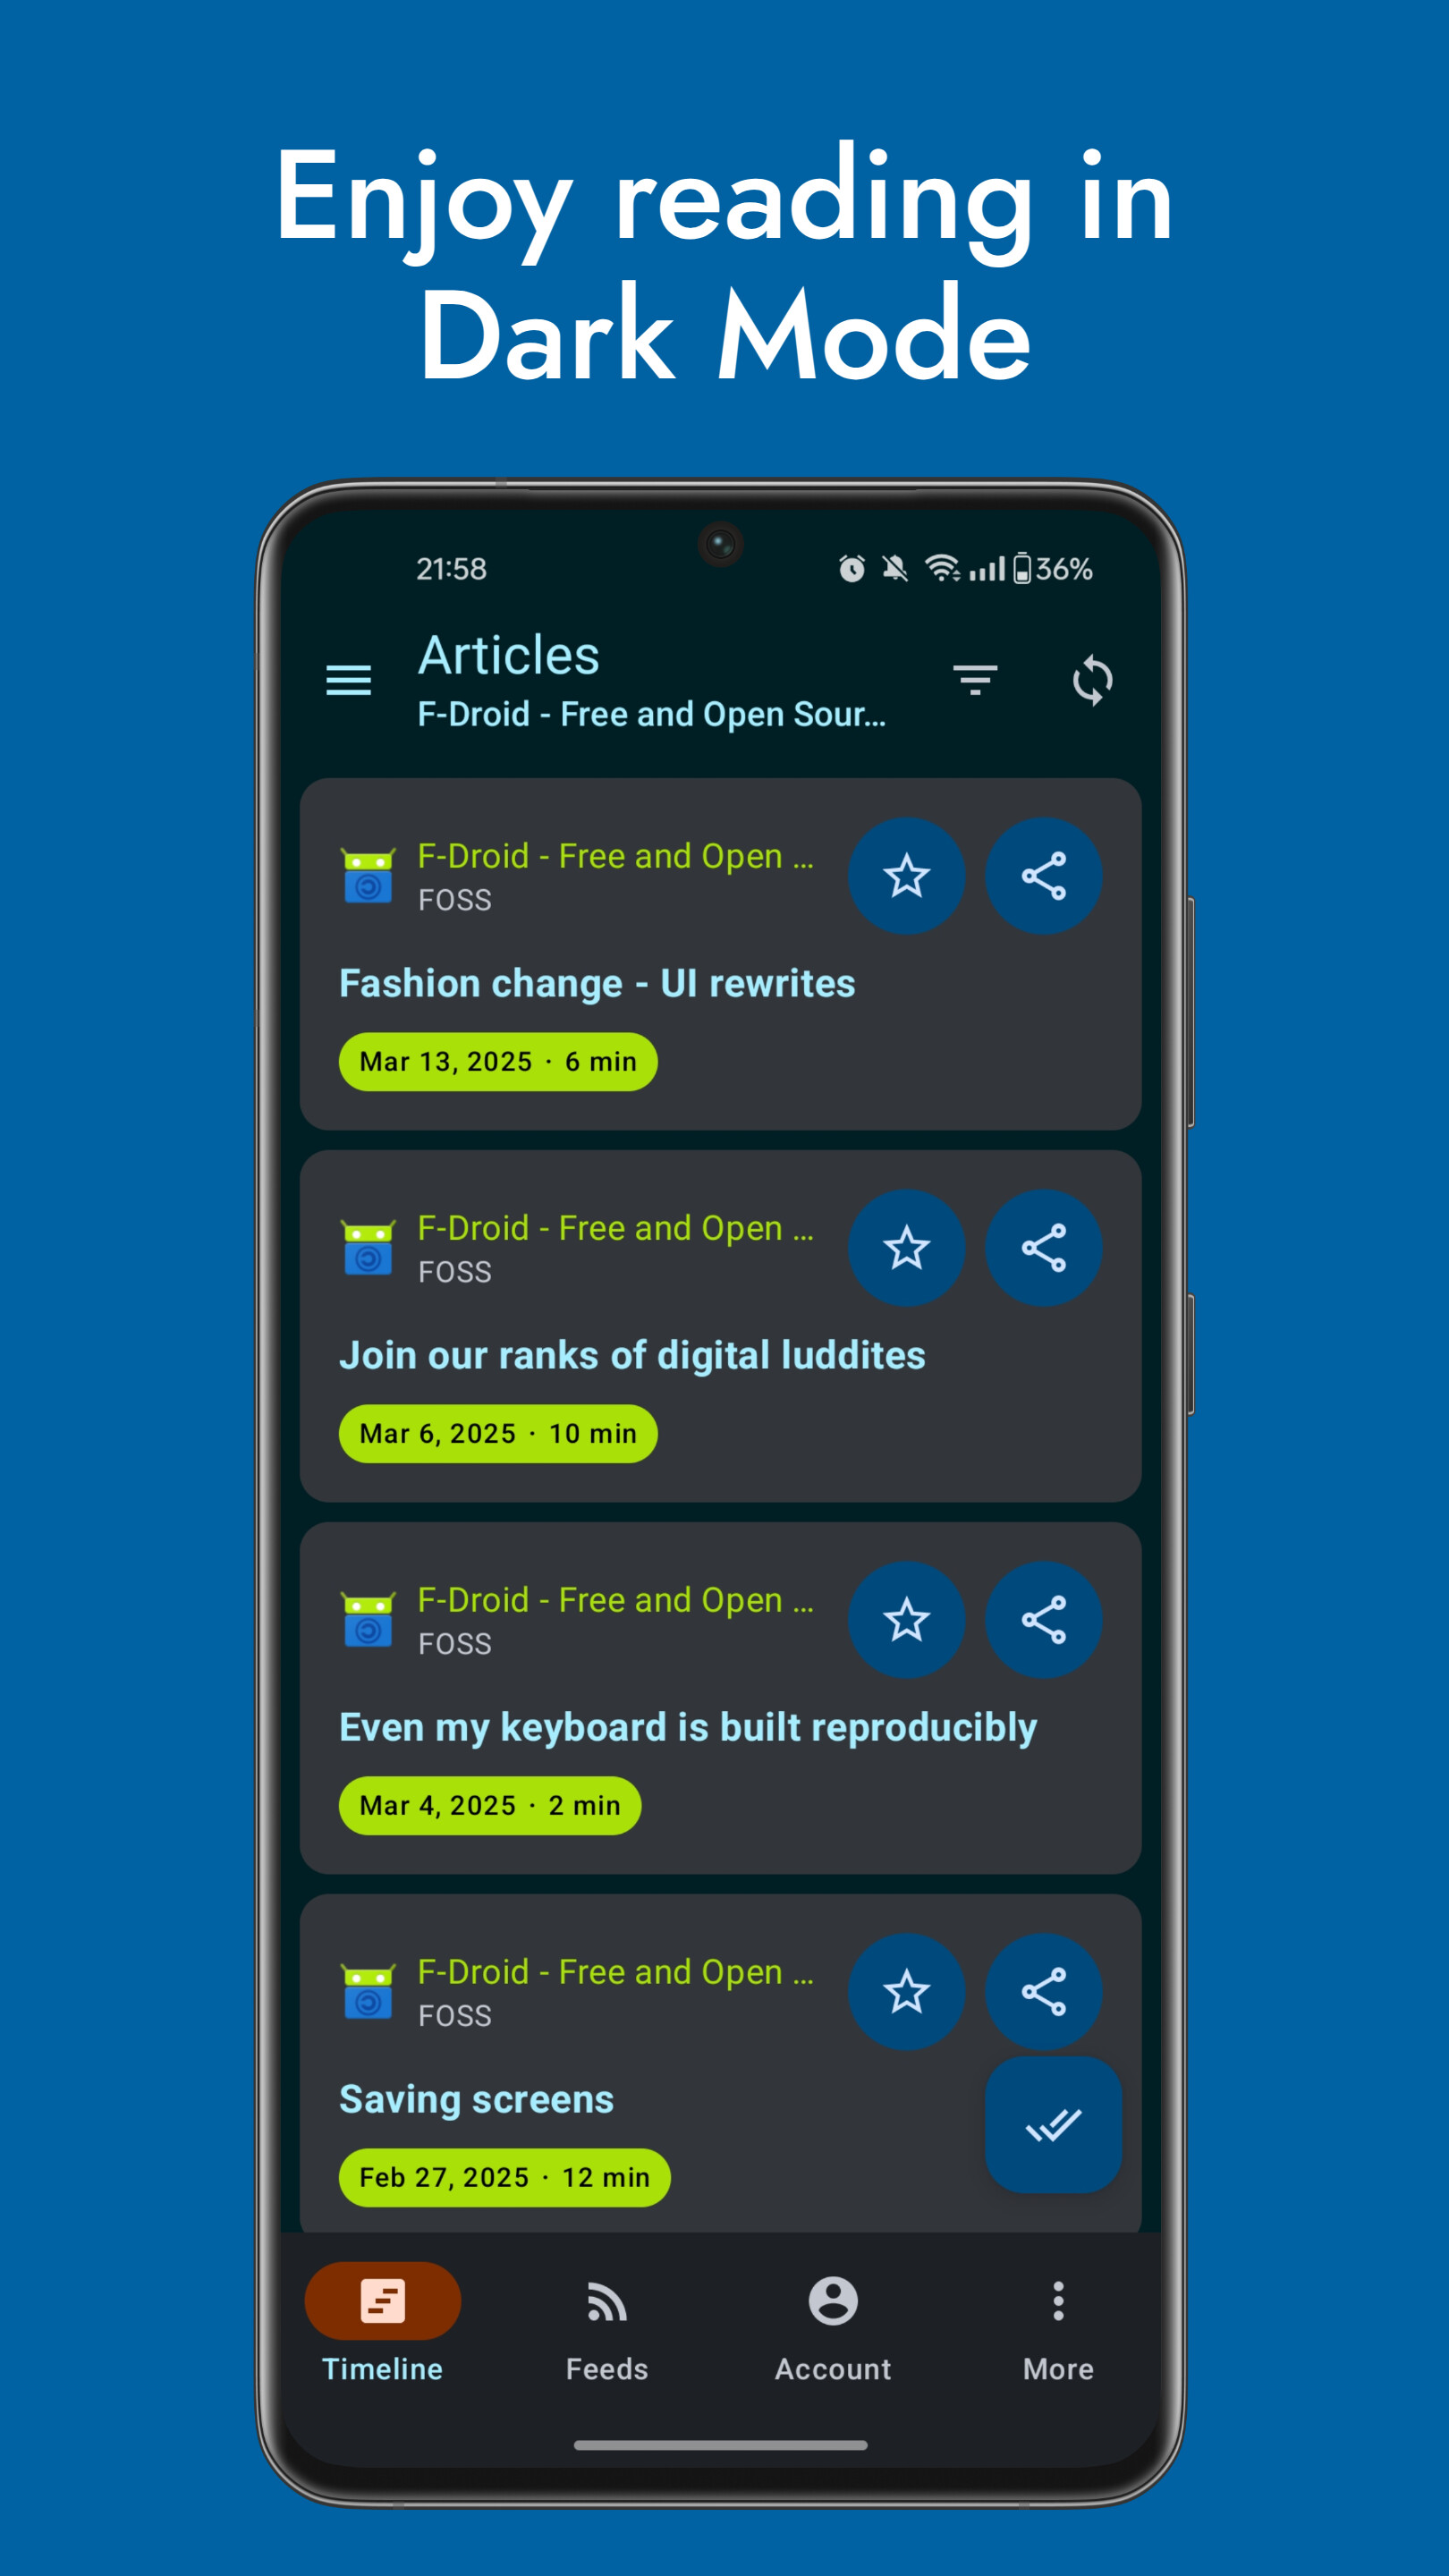 Enjoy reading in
Dark Mode
21:58
36%
Articles
F-Droid - Free and Open Sour...
F-Droid - Free and Open ...
FOSS
Fashion change - UI rewrites
Mar 13, 2025 · 6 min
F-Droid - Free and Open ...
FOSS
Join our ranks of digital luddites
Mar 6, 2025 · 10 min
F-Droid - Free and Open ...
FOSS
Even my keyboard is built reproducibly
Mar 4, 2025 · 2 min
F-Droid - Free and Open ...
FOSS
Saving screens
Feb 27, 2025 · 12 min
Timeline
Feeds
Account
More